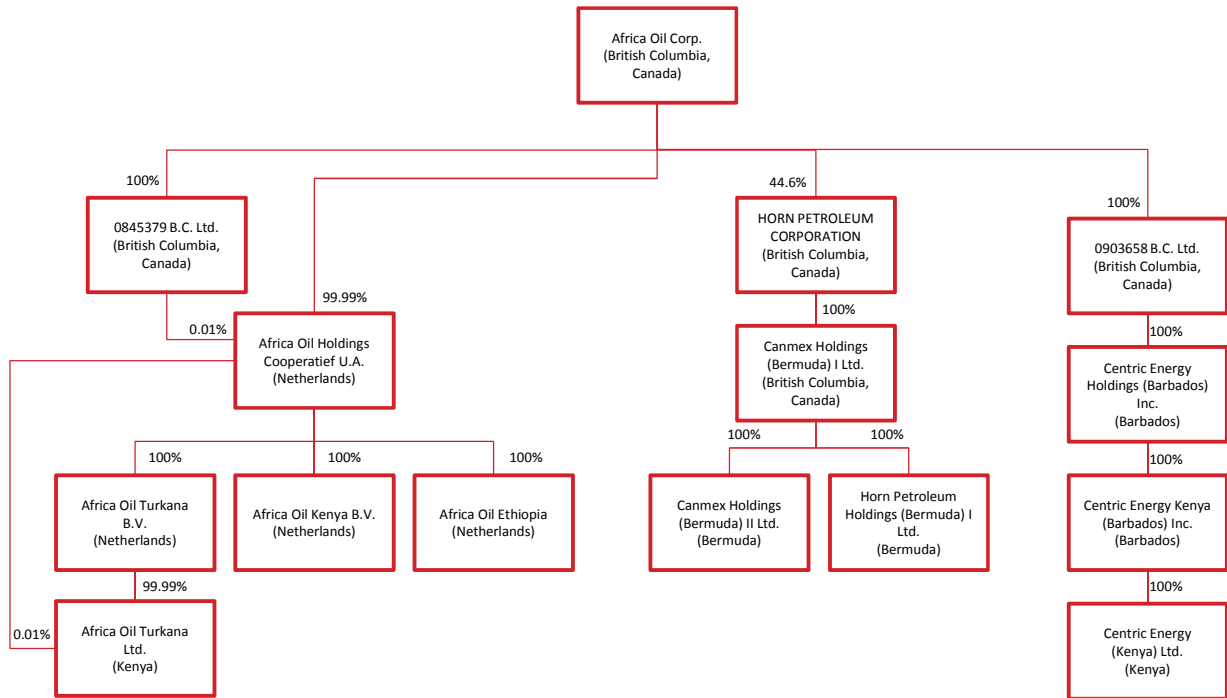 Africa Oil Corp.
(British Columbia,
Canada)
100%
44.6%
100%
0845379 B.C. Ltd.
(British Columbia,
Canada)
HORN PETROLEUM
CORPORATION
(British Columbia,
Canada)
0903658 B.C. Ltd.
(British Columbia,
Canada)
99.99%
0.01%
100%
100%
Africa Oil Holdings
Cooperatief U.A.
(Netherlands)
Canmex Holdings
(Bermuda) I Ltd.
(British Columbia,
Canada)
Centric Energy
Holdings (Barbados)
Inc.
(Barbados)
100%
100%
100%
100%
100%
100%
Africa Oil Turkana
B.V.
(Netherlands)
Africa Oil Kenya B.V.
(Netherlands)
Africa Oil Ethiopia
(Netherlands)
Canmex Holdings
(Bermuda) II Ltd.
(Bermuda)
Horn Petroleum
Holdings (Bermuda) I
Ltd.
(Bermuda)
Centric Energy Kenya
(Barbados) Inc.
(Barbados)
99.99%
100%
0.01%
Africa Oil Turkana
Ltd.
(Kenya)
Centric Energy
(Kenya) Ltd.
(Kenya)